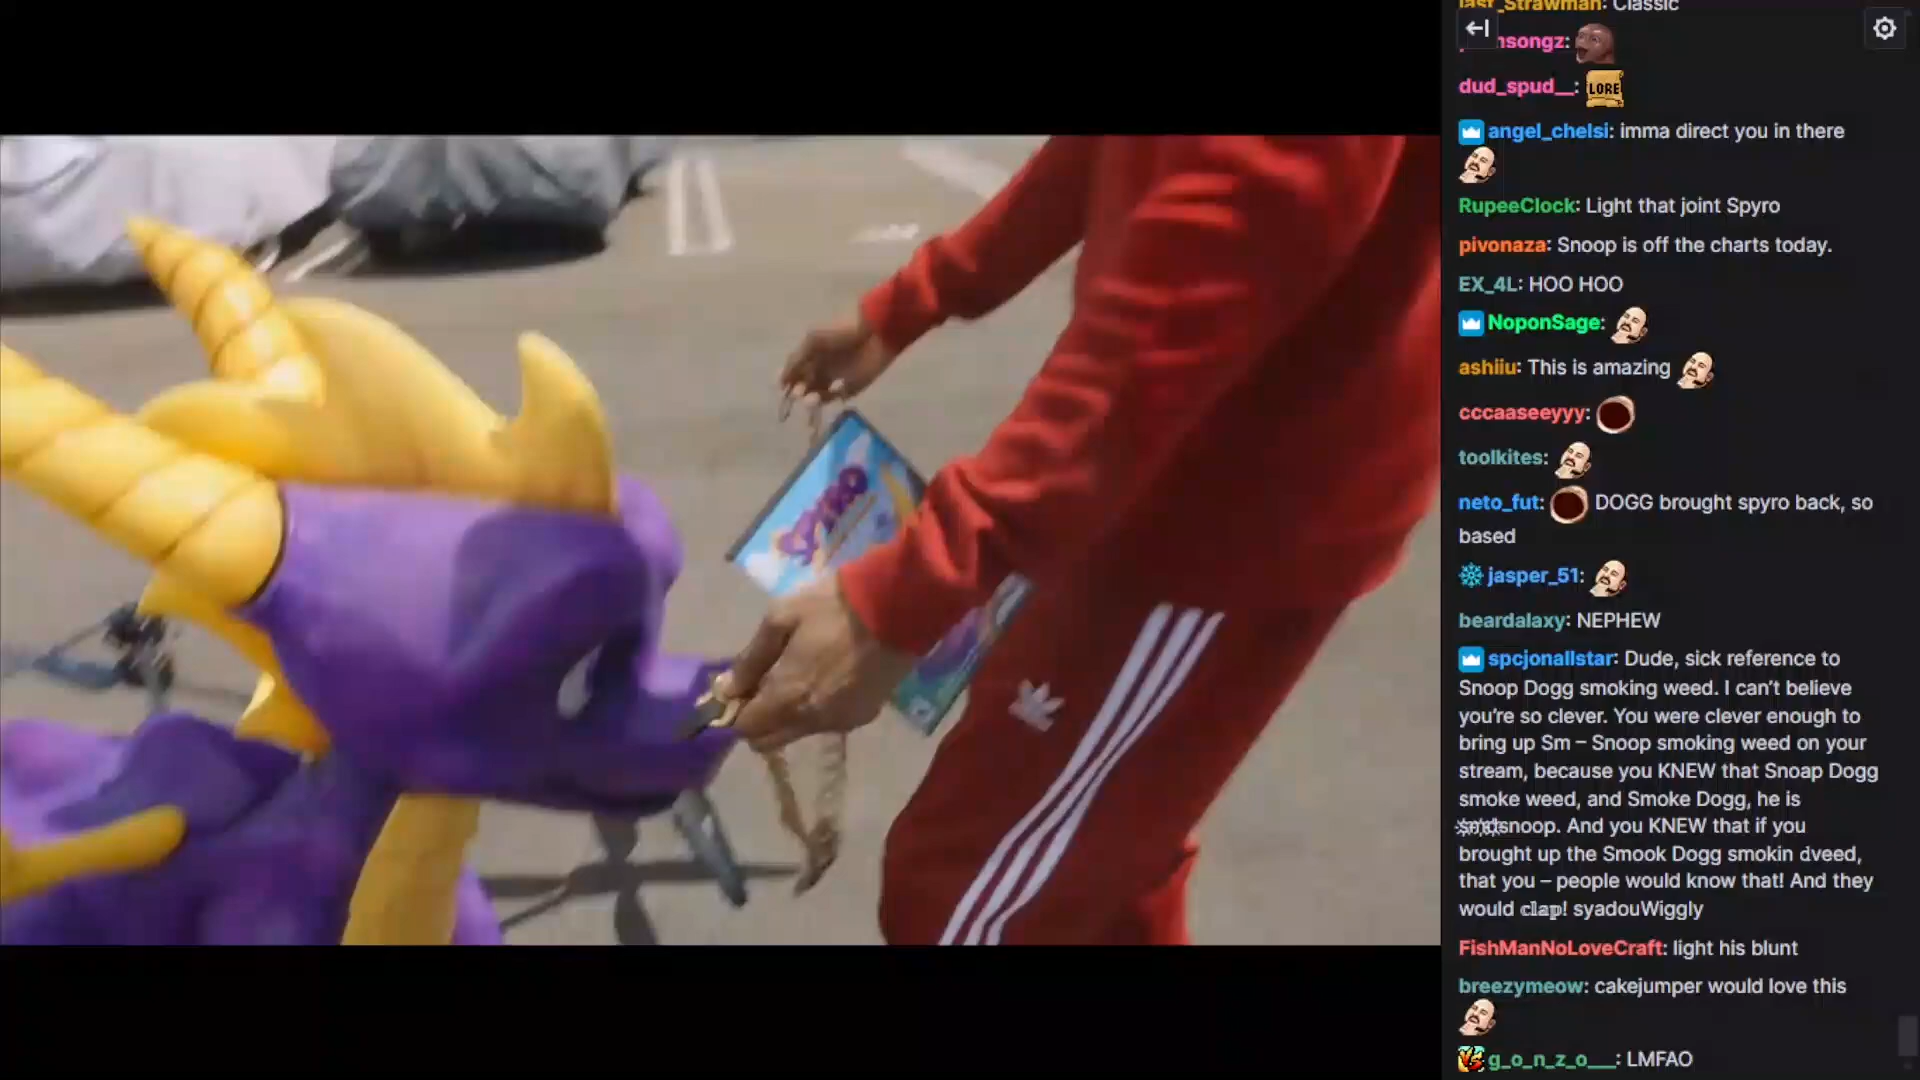 last_Strawman: Classic
nsongz:
dud_spud__: LORE
angel_chelsi: imma direct you in there
RupeeClock: Light that joint Spyro
pivonaza: Snoop is off the charts today.
EX_4L: HOO HOO
NoponSage:
ashiiu: This is amazing
cccaaseeyyy:
toolkites:
neto_fut: DOGG brought spyro back, so
based
jasper_51:
beardalaxy: NEPHEW
spcjonallstar: Dude, sick reference to
Snoop Dogg smoking weed. I can't believe
you're so clever. You were clever enough to
bring up Sm – Snoop smoking weed on your
stream, because you KNEW that Snoap Dogg
smoke weed, and Smoke Dogg, he is
snoop. And you KNEW that if you
brought up the Smook Dogg smokin dveed,
that you – people would know that! And they
would clap! syadouWiggly
FishManNoLoveCraft: light his blunt
breezymeow: cakejumper would love this
g_o_n_z_o___: LMFAO
SPYRO